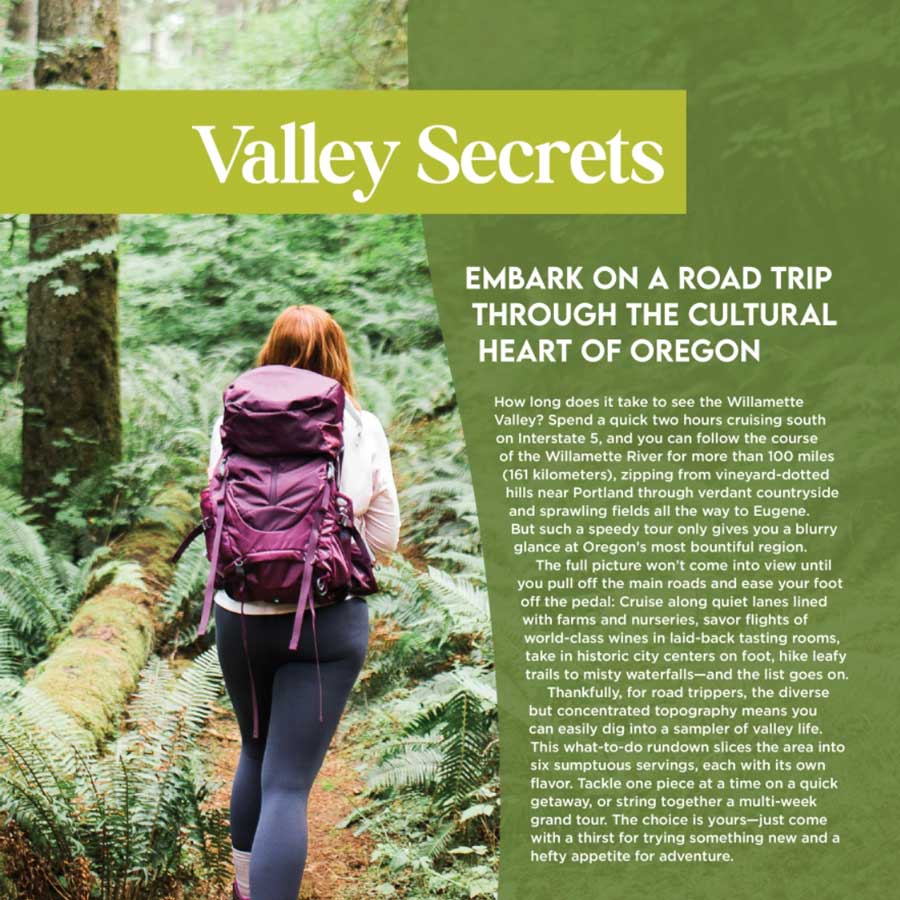 Valley Secrets
EMBARK ON A ROAD TRIP
THROUGH THE CULTURAL
HEART OF OREGON
How long does it take to see the Willamette
Valley? Spend a quick two hours cruising south
on Interstate 5, and you can follow the course
of the Willamette River for more than 100 miles
(161 kilometers), zipping from vineyard-dotted
hills near Portland through verdant countryside
and sprawling fields all the way to Eugene.
But such a speedy tour only gives you a blurry
glance at Oregon’s most bountiful region.
The full picture won’t come into view until
you pull off the main roads and ease your foot
off the pedal: Cruise along quiet lanes lined
with farms and nurseries, savor flights of
world-class wines in laid-back tasting rooms,
take in historic city centers on foot, hike leafy
trails to misty waterfalls—and the list goes on.
Thankfully, for road trippers, the diverse
but concentrated topography means you
can easily dig into a sampler of valley life.
This what-to-do rundown slices the area into
six sumptuous servings, each with its own
flavor. Tackle one piece at a time on a quick
getaway, or string together a multi-week
grand tour. The choice is yours—just come
with a thirst for trying something new and a
hefty appetite for adventure.